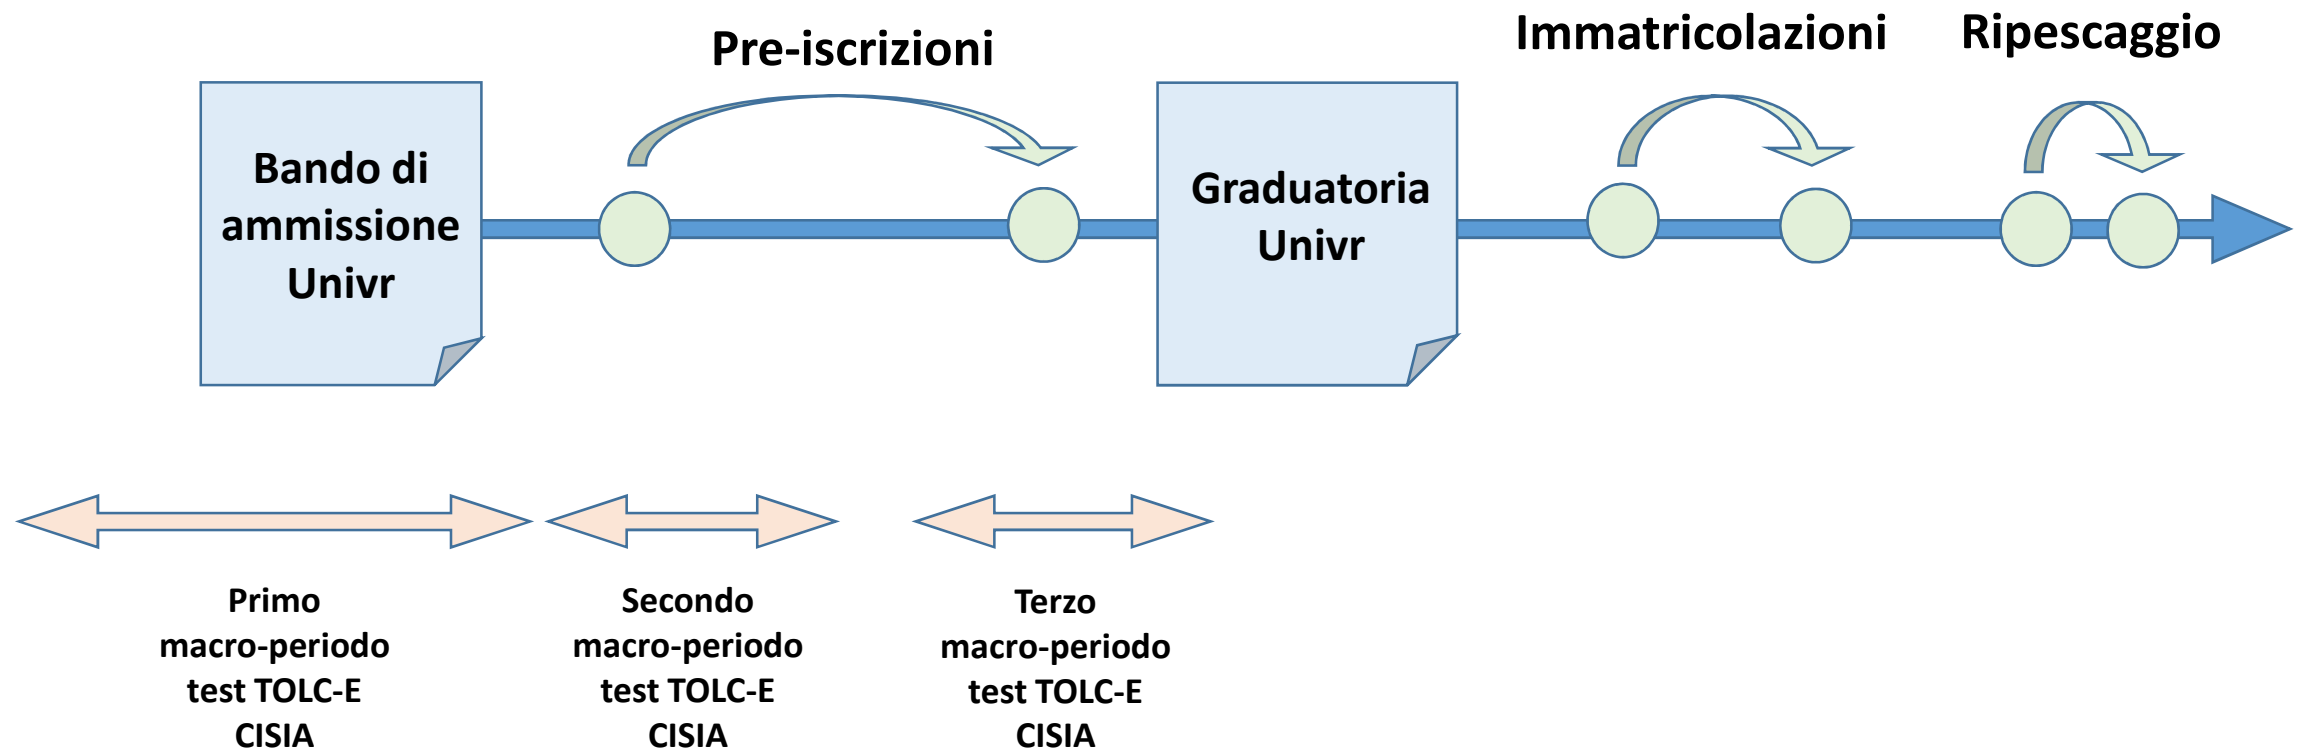 Pre-iscrizioni
Immatricolazioni
Ripescaggio
Bando di
ammissione
Univr
Graduatoria
Univr
Primo
macro-periodo
test TOLC-E
CISIA
Secondo
macro-periodo
test TOLC-E
CISIA
Terzo
macro-periodo
test TOLC-E
CISIA